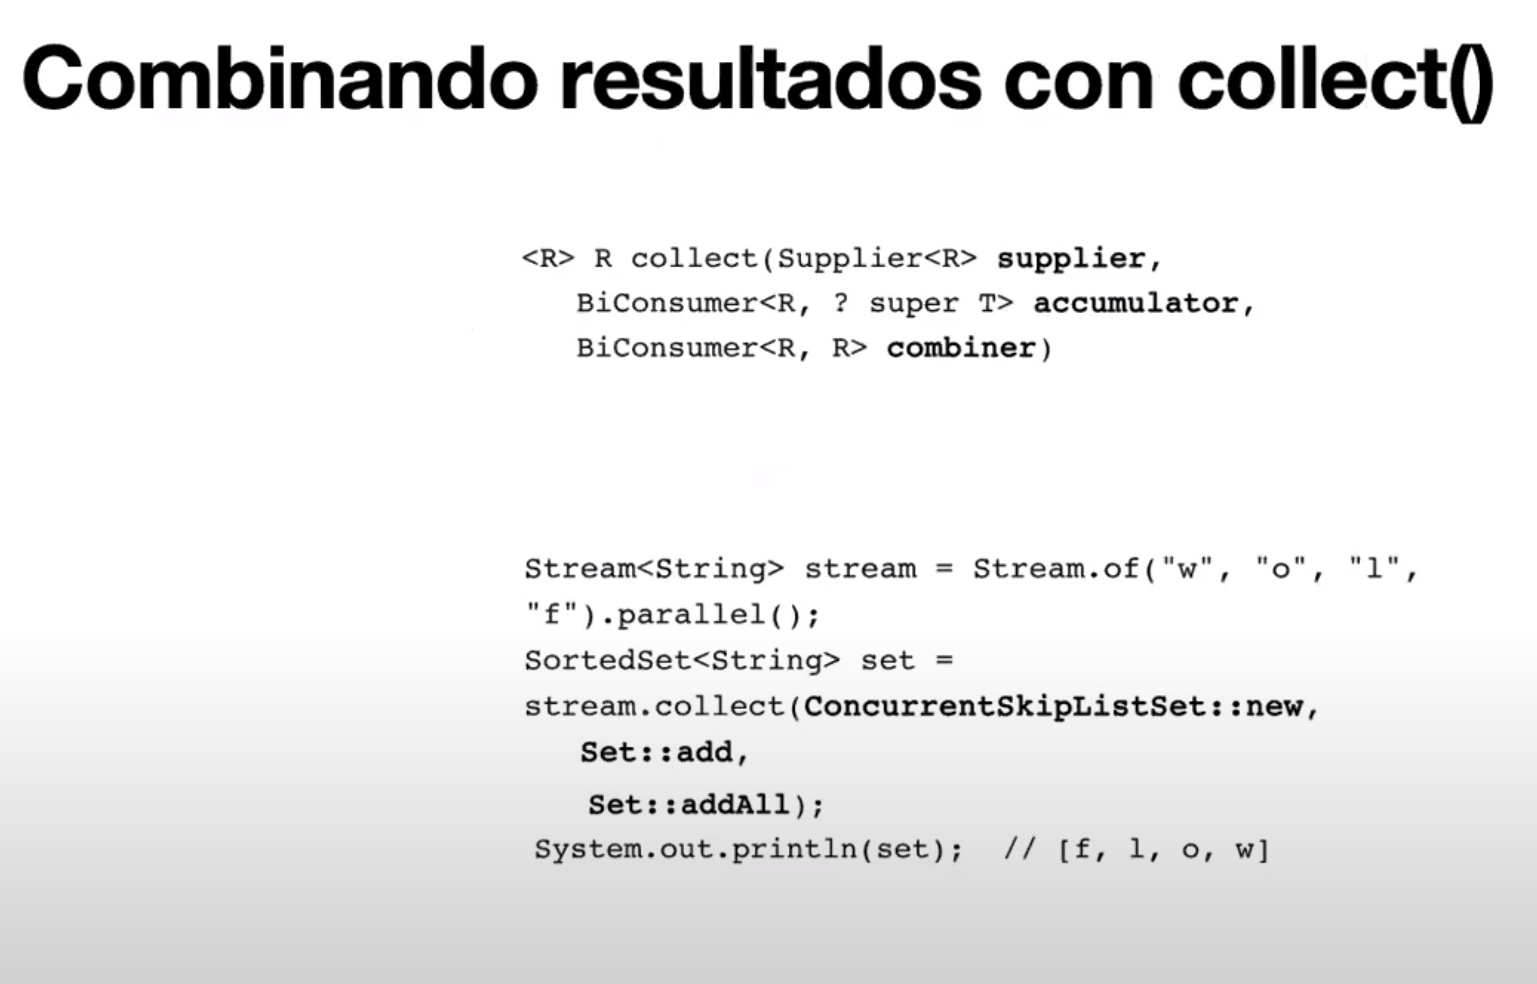 Combinando resultados con collect()
<R> R collect(Supplier<R> supplier,
BiConsumer<R, ? super T> accumulator,
BiConsumer<R, R> combiner)
Stream<String> stream = Stream.of("w", "o", "l",
"f").parallel();
SortedSet<String> set =
stream.collect(ConcurrentSkipListSet::new,
Set::add,
Set::addAll);
System.out.println(set);  // [f, l, o, w]